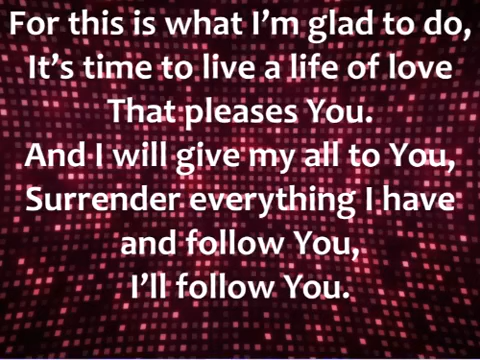 For this is what I’m glad to do,
It’s time to live a life of love
That pleases You.
And I will give my all to You,
Surrender everything I have
and follow You,
I’ll follow You.